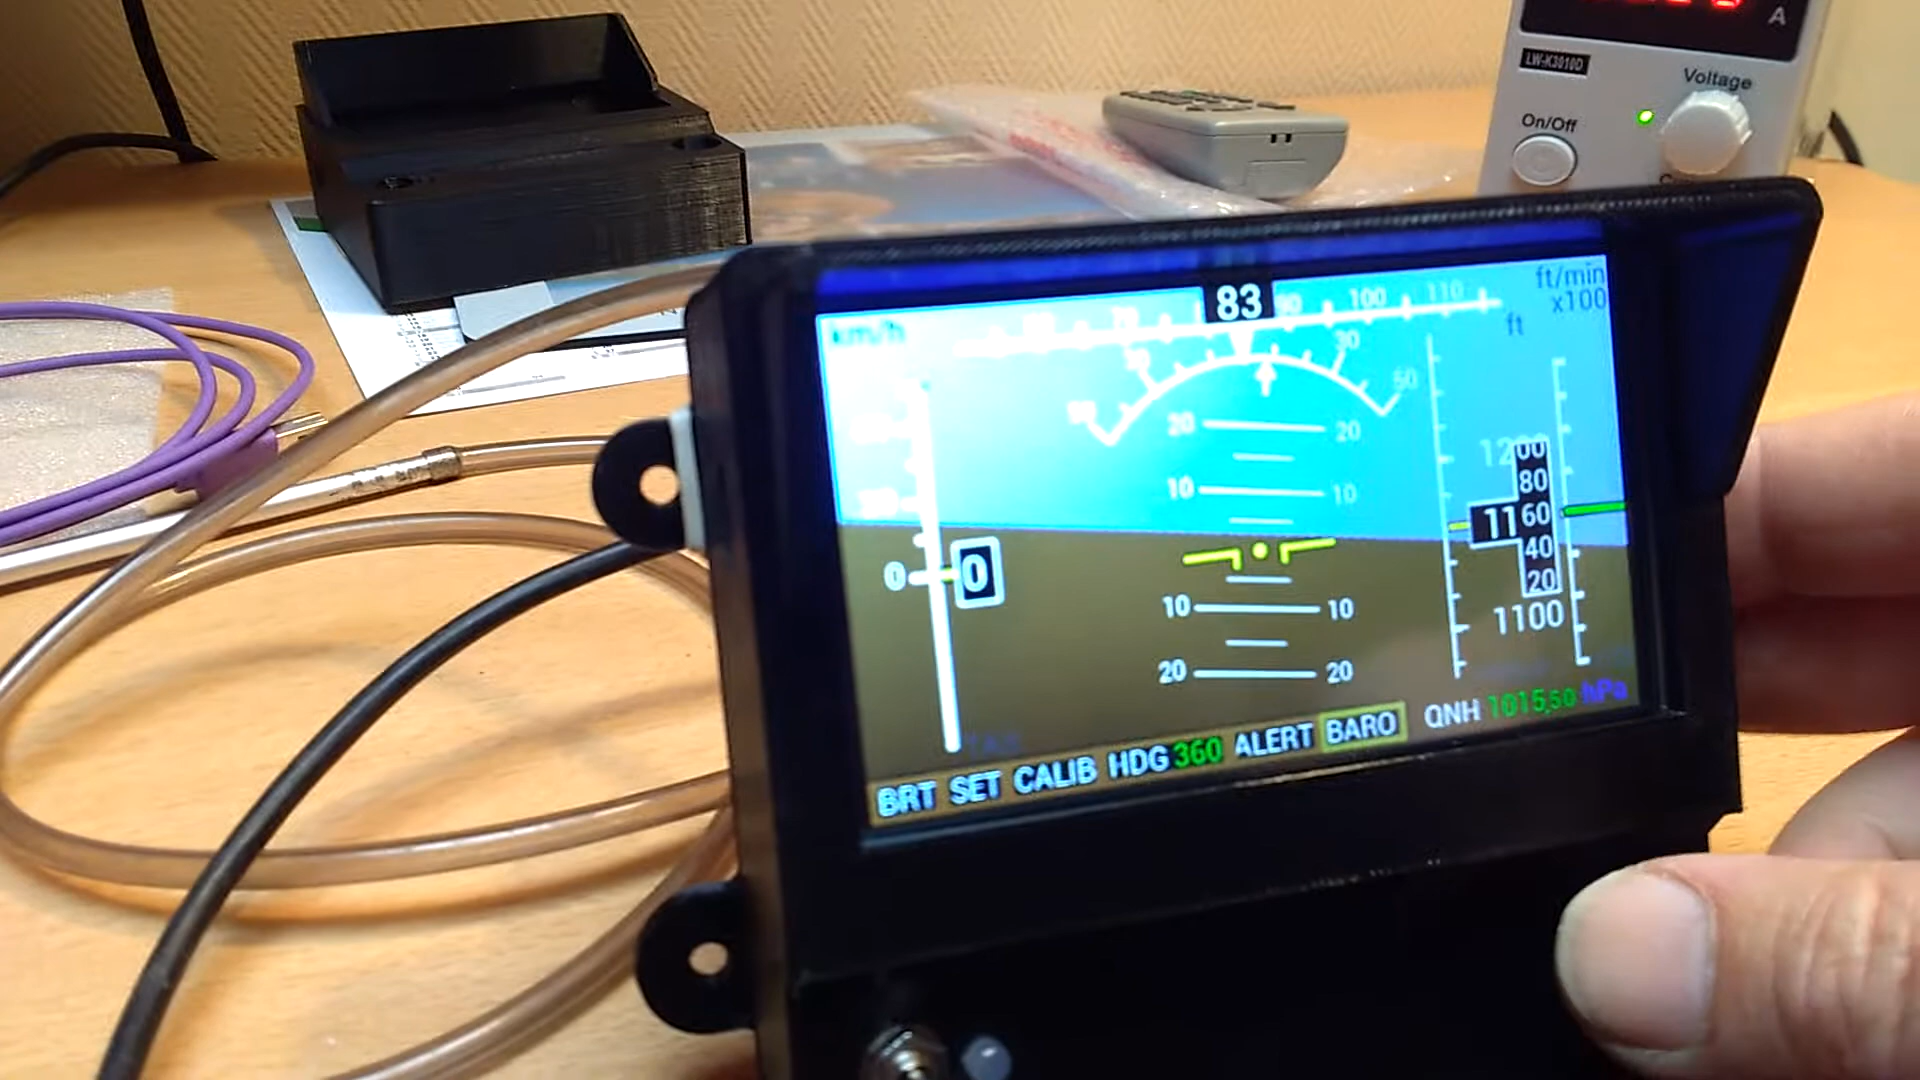 A
LW-K3010D
Voltage
On/Off
83 90 100 110
ft/min
x100
km/h
ft
30
60
20 20
10 10
1200
80
1160
40
20
1100
0 0
10 10
20 20
BRT SET CALIB HDG 360 ALERT BARO QNH 1015,50 hPa